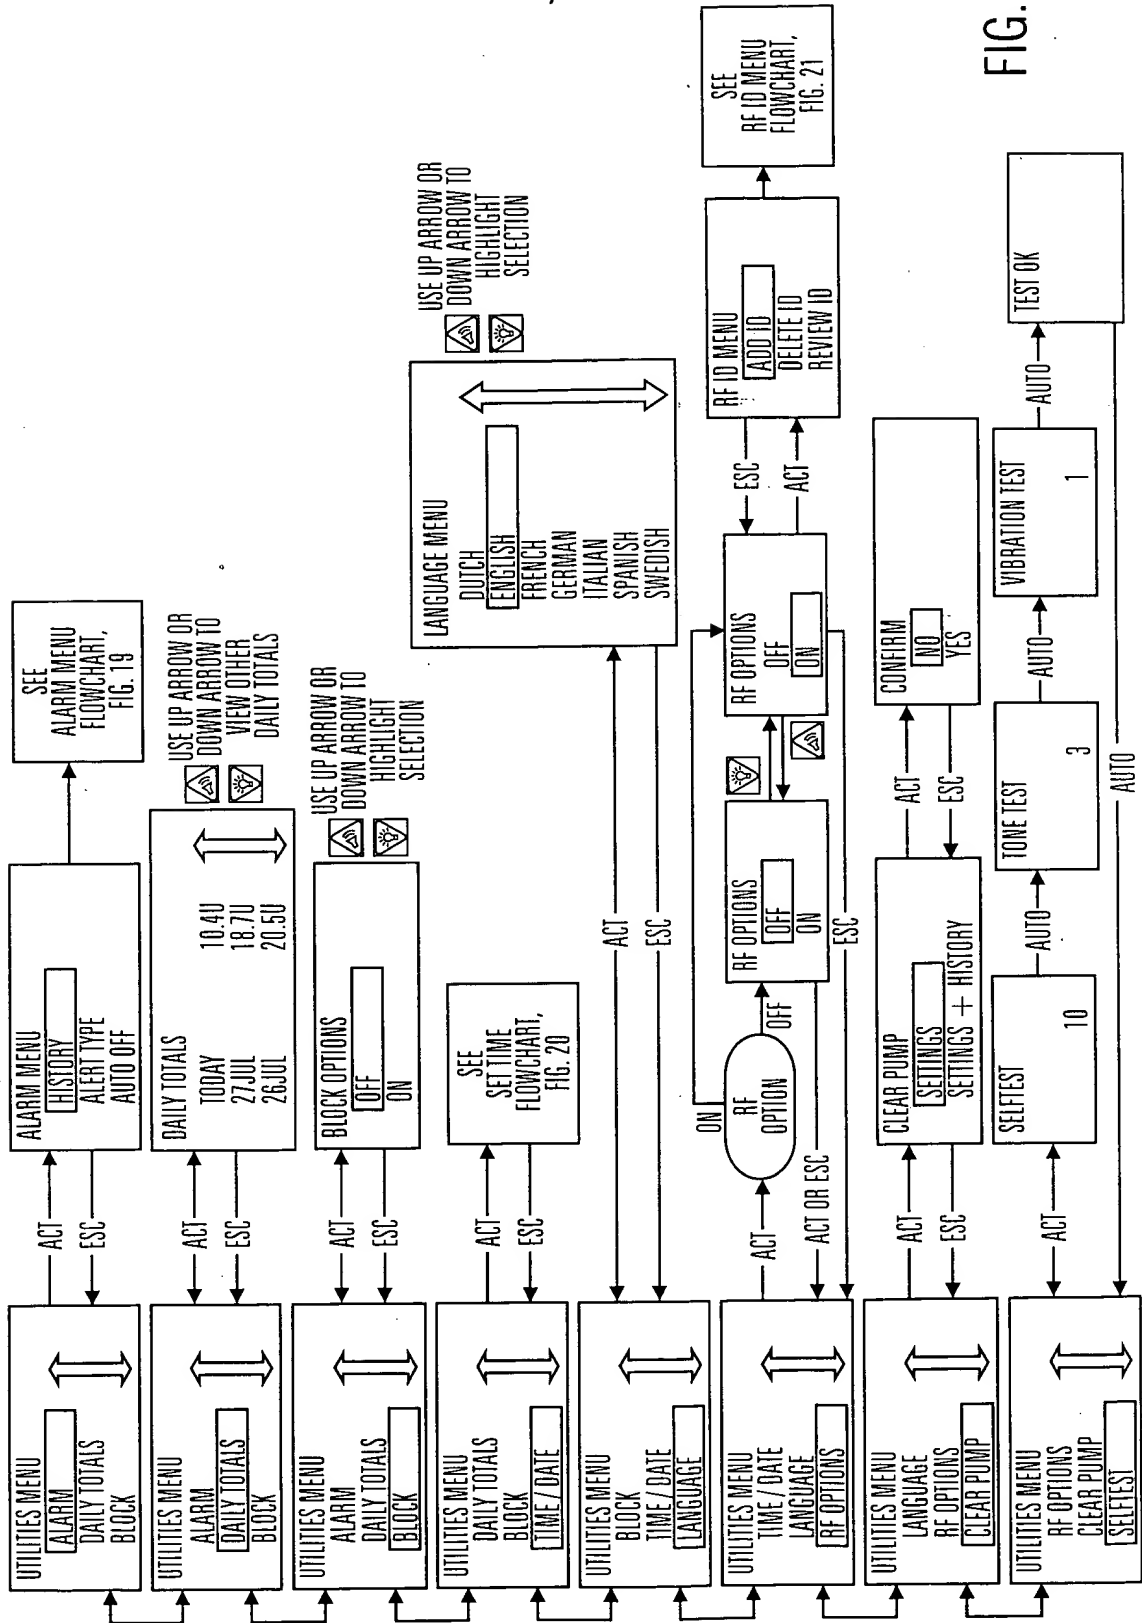 UTILITIES MENU
ALARM
DAILY TOTALS
BLOCK
ACT
ESC
ALARM MENU
HISTORY
ALERT TYPE
AUTO OFF
SEE
ALARM MENU
FLOWCHART,
FIG. 19
UTILITIES MENU
ALARM
DAILY TOTALS
BLOCK
ACT
ESC
DAILY TOTALS
TODAY 10.4U
27JUL 18.7U
26JUL 20.5U
USE UP ARROW OR
DOWN ARROW TO
VIEW OTHER
DAILY TOTALS
UTILITIES MENU
ALARM
DAILY TOTALS
BLOCK
ACT
ESC
BLOCK OPTIONS
OFF
ON
USE UP ARROW OR
DOWN ARROW TO
HIGHLIGHT
SELECTION
UTILITIES MENU
DAILY TOTALS
BLOCK
TIME / DATE
ACT
ESC
SEE
SET TIME
FLOWCHART,
FIG. 20
UTILITIES MENU
BLOCK
TIME / DATE
LANGUAGE
ACT
ESC
LANGUAGE MENU
DUTCH
ENGLISH
FRENCH
GERMAN
ITALIAN
SPANISH
SWEDISH
USE UP ARROW OR
DOWN ARROW TO
HIGHLIGHT
SELECTION
UTILITIES MENU
TIME / DATE
LANGUAGE
RF OPTIONS
ACT
ACT OR ESC
ESC
RF
OPTION
ON
OFF
RF OPTIONS
OFF
ON
RF OPTIONS
OFF
ON
ESC
ACT
RF ID MENU
ADD ID
DELETE ID
REVIEW ID
SEE
RF ID MENU
FLOWCHART,
FIG. 21
UTILITIES MENU
LANGUAGE
RF OPTIONS
CLEAR PUMP
ACT
ESC
CLEAR PUMP
SETTINGS
SETTINGS + HISTORY
ACT
ESC
CONFIRM
NO
YES
UTILITIES MENU
RF OPTIONS
CLEAR PUMP
SELFTEST
ACT
SELFTEST
10
AUTO
TONE TEST
3
AUTO
VIBRATION TEST
1
AUTO
TEST OK
AUTO
FIG.